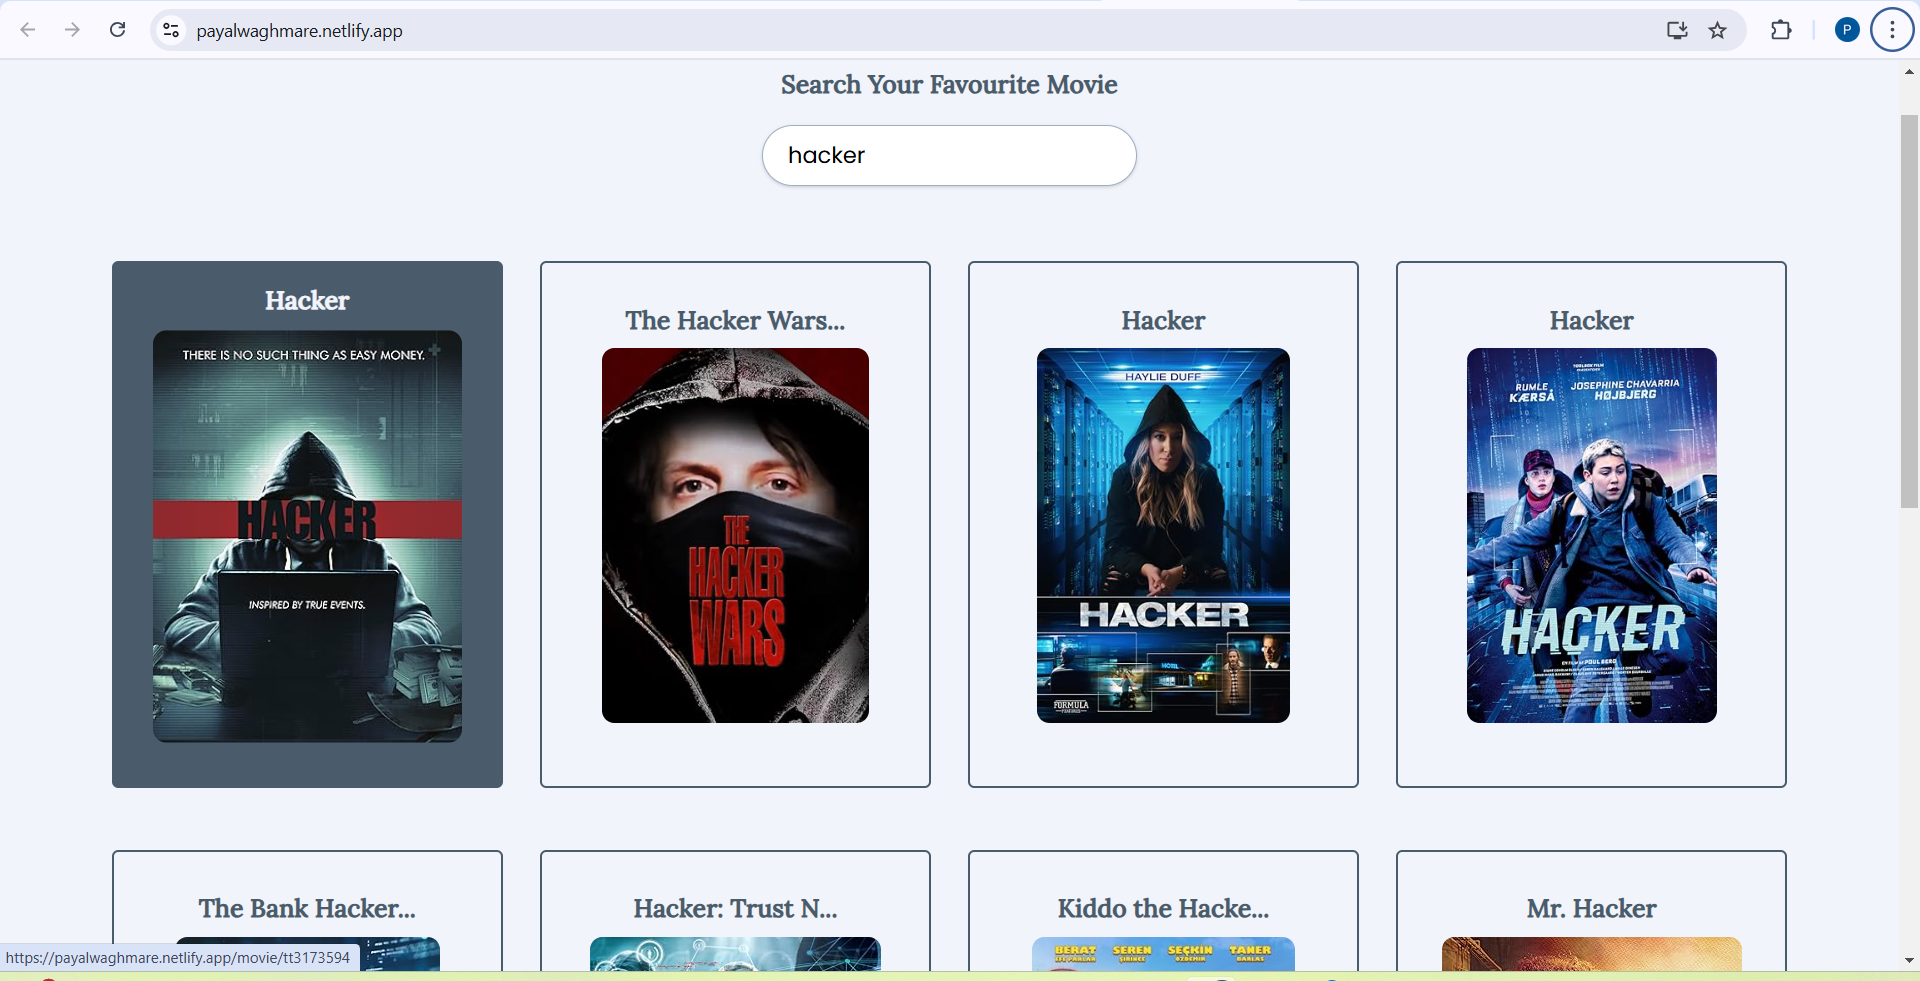 payalwaghmare.netlify.app
P
Search Your Favourite Movie
hacker
Hacker
THERE IS NO SUCH THING AS EASY MONEY.
HACKER
INSPIRED BY TRUE EVENTS.
The Hacker Wars...
THE
HACKER
WARS
Hacker
HAYLIE DUFF
HACKER
MOTEL
FORMULA
Hacker
RUMLE
KÆRSÅ
JOSEPHINE CHAVARRIA
HØJBJERG
HACKER
EN FILM AF POUL BERG
The Bank Hacker...
Hacker: Trust N...
Kiddo the Hacke...
BERAT
SEREN
SEÇKİN
TANER
Mr. Hacker
https://payalwaghmare.netlify.app/movie/tt3173594